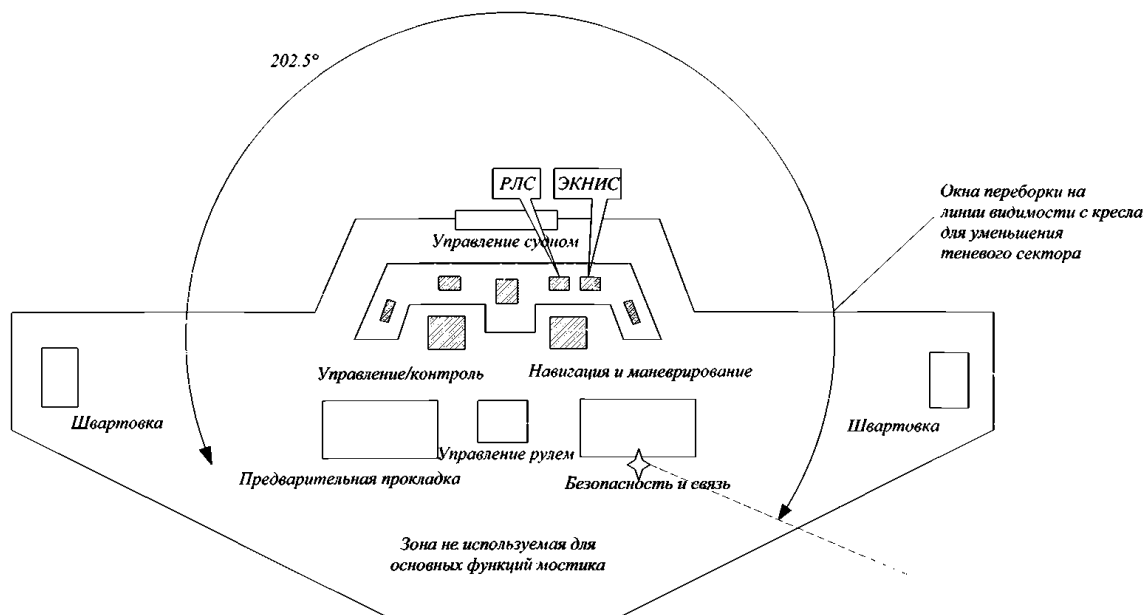 202.5°
РЛС
ЭКНИС
Окна переборки на
линии видимости с кресла
для уменьшения
теневого сектора
Управление судном
Управление/контроль
Навигация и маневрирование
Швартовка
Швартовка
Управление рулем
Предварительная прокладка
Безопасность и связь
Зона не используемая для
основных функций мостика